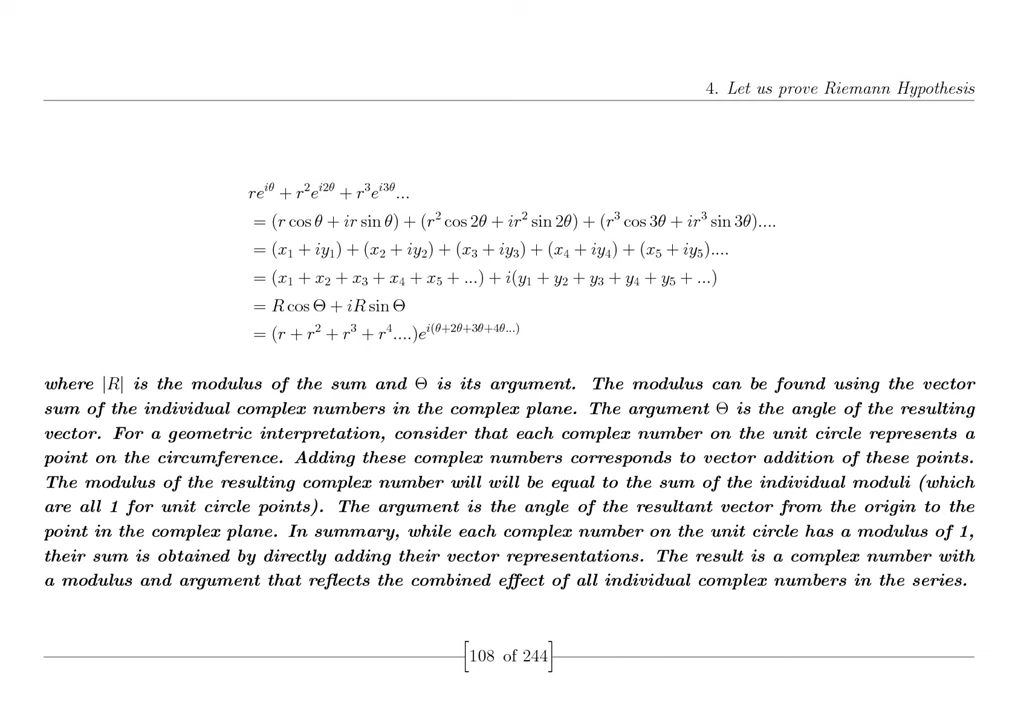 4. Let us prove Riemann Hypothesis
re^{iθ} + r^2e^{i2θ} + r^3e^{i3θ}...
= (r cos θ + ir sin θ) + (r^2 cos 2θ + ir^2 sin 2θ) + (r^3 cos 3θ + ir^3 sin 3θ)....
= (x_1 + iy_1) + (x_2 + iy_2) + (x_3 + iy_3) + (x_4 + iy_4) + (x_5 + iy_5)....
= (x_1 + x_2 + x_3 + x_4 + x_5 + ...) + i(y_1 + y_2 + y_3 + y_4 + y_5 + ...)
= R cos Θ + iR sin Θ
= (r + r^2 + r^3 + r^4....)e^{i(θ+2θ+3θ+4θ...)}
where |R| is the modulus of the sum and Θ is its argument. The modulus can be found using the vector
sum of the individual complex numbers in the complex plane. The argument Θ is the angle of the resulting
vector. For a geometric interpretation, consider that each complex number on the unit circle represents a
point on the circumference. Adding these complex numbers corresponds to vector addition of these points.
The modulus of the resulting complex number will will be equal to the sum of the individual moduli (which
are all 1 for unit circle points). The argument is the angle of the resultant vector from the origin to the
point in the complex plane. In summary, while each complex number on the unit circle has a modulus of 1,
their sum is obtained by directly adding their vector representations. The result is a complex number with
a modulus and argument that reflects the combined effect of all individual complex numbers in the series.
[108 of 244]